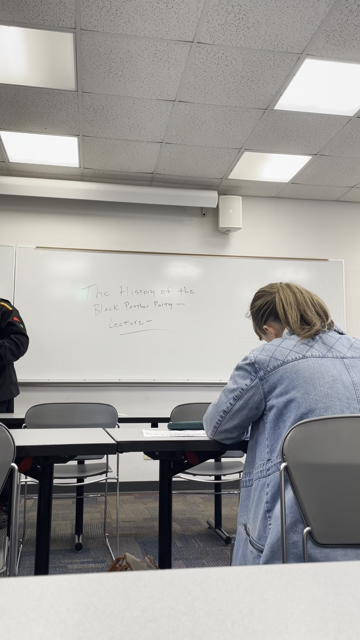 The History of the
Black Panther Party —
Lecture —